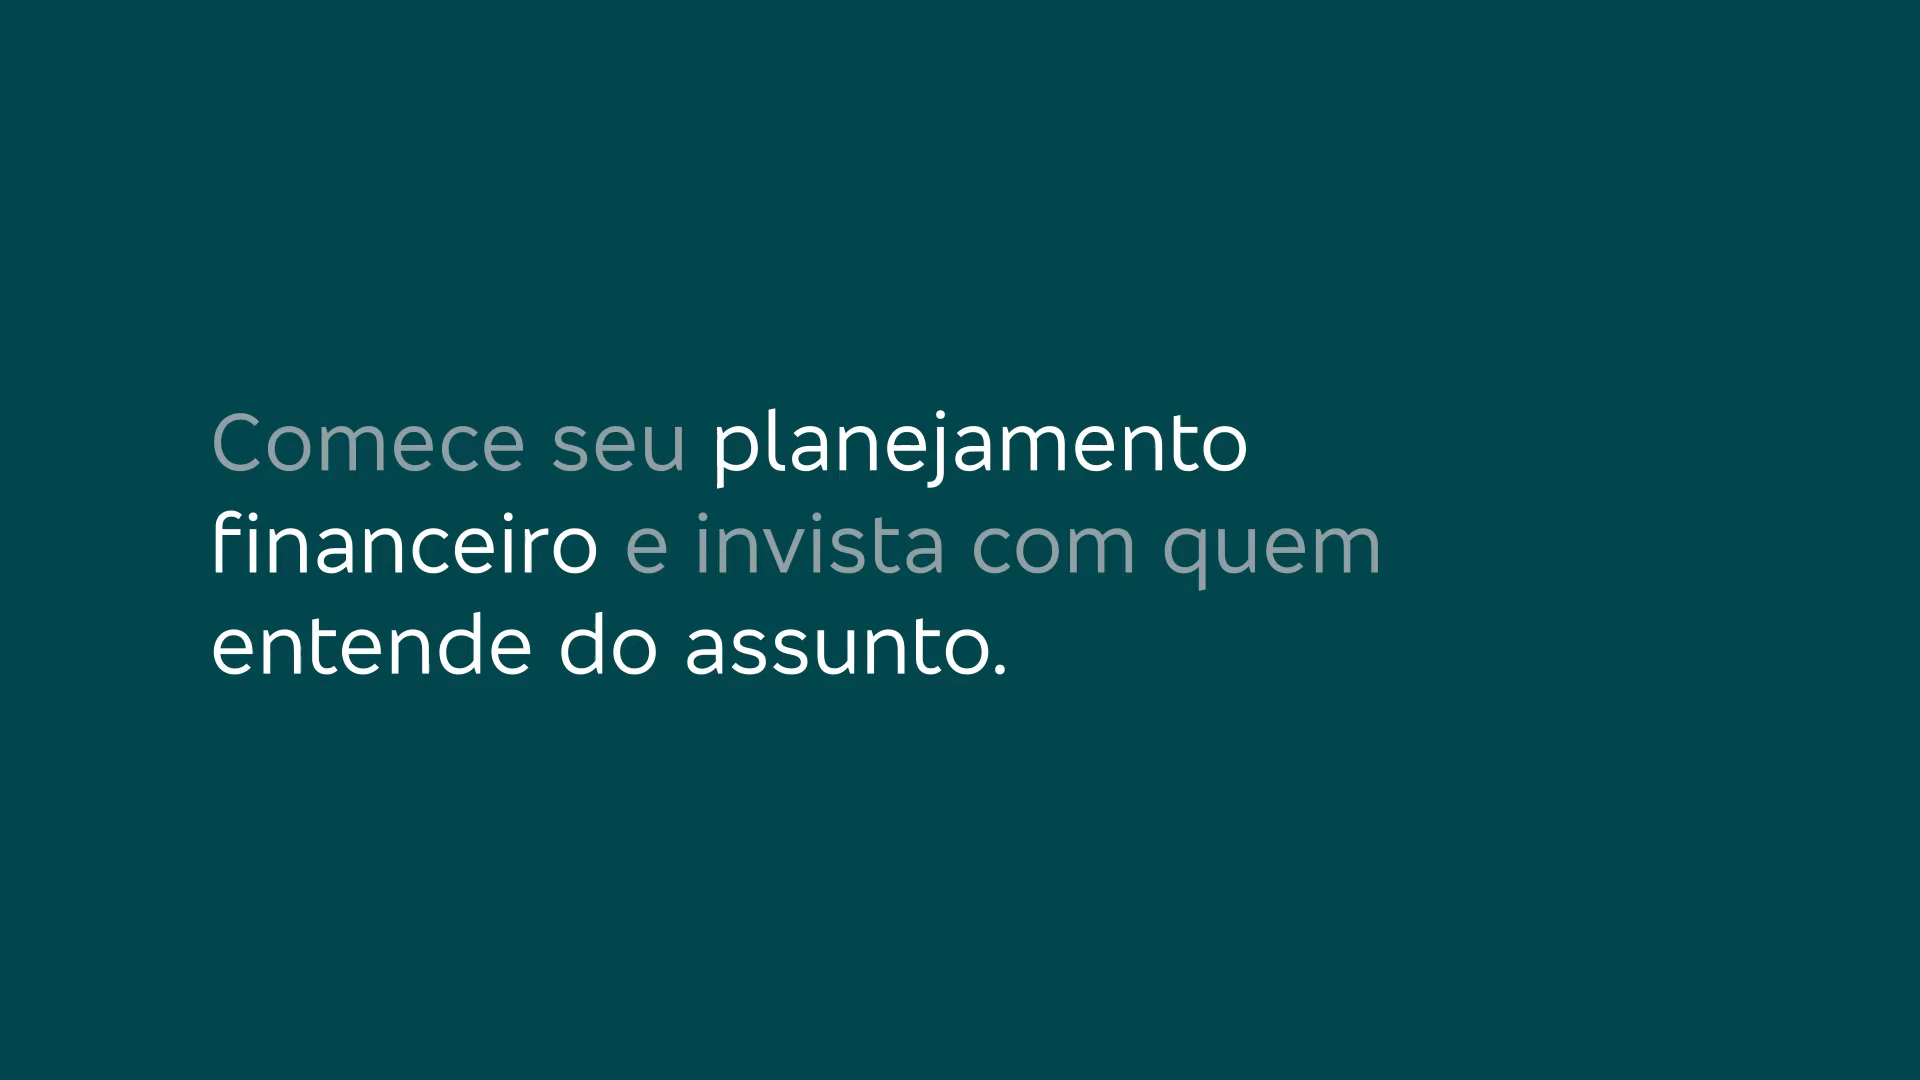 Comece seu planejamento
financeiro e invista com quem
entende do assunto.